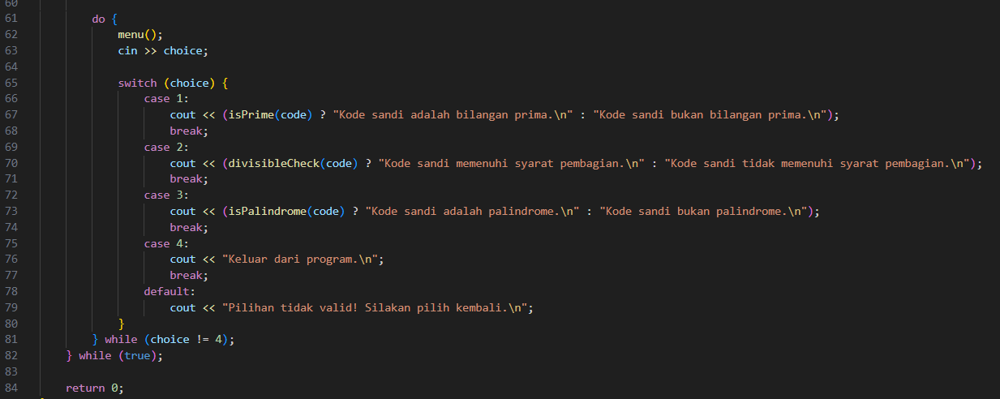 60
61 do {
62 menu();
63 cin >> choice;
64
65 switch (choice) {
66 case 1:
67 cout << (isPrime(code) ? "Kode sandi adalah bilangan prima.\n" : "Kode sandi bukan bilangan prima.\n");
68 break;
69 case 2:
70 cout << (divisibleCheck(code) ? "Kode sandi memenuhi syarat pembagian.\n" : "Kode sandi tidak memenuhi syarat pembagian.\n");
71 break;
72 case 3:
73 cout << (isPalindrome(code) ? "Kode sandi adalah palindrome.\n" : "Kode sandi bukan palindrome.\n");
74 break;
75 case 4:
76 cout << "Keluar dari program.\n";
77 break;
78 default:
79 cout << "Pilihan tidak valid! Silakan pilih kembali.\n";
80 }
81 } while (choice != 4);
82 } while (true);
83
84 return 0;